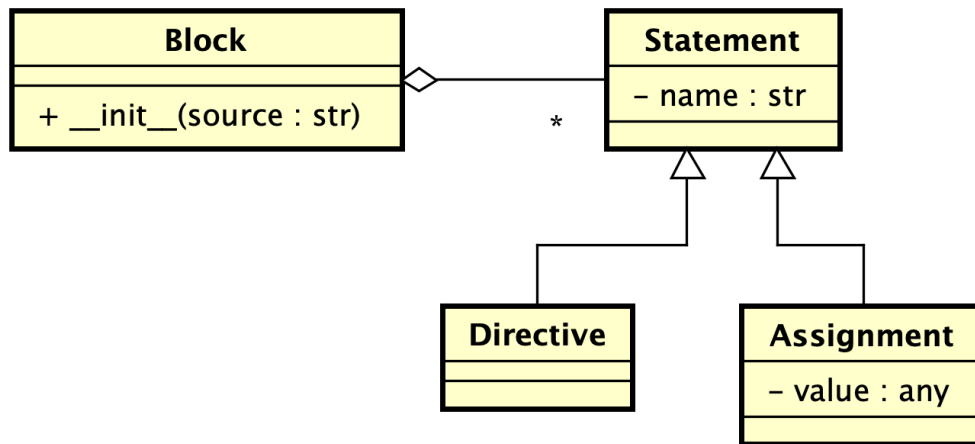 Block
+ __init__(source : str)
*
Statement
– name : str
Directive
Assignment
– value : any